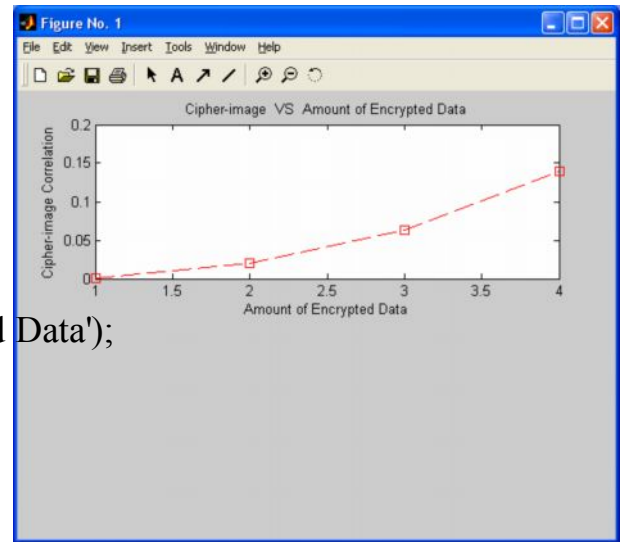 Figure No. 1
File Edit View Insert Tools Window Help
A
Cipher-image VS Amount of Encrypted Data
Cipher-image Correlation
0.2
0.15
0.1
0.05
0
1 1.5 2 2.5 3 3.5 4
Amount of Encrypted Data
d Data');